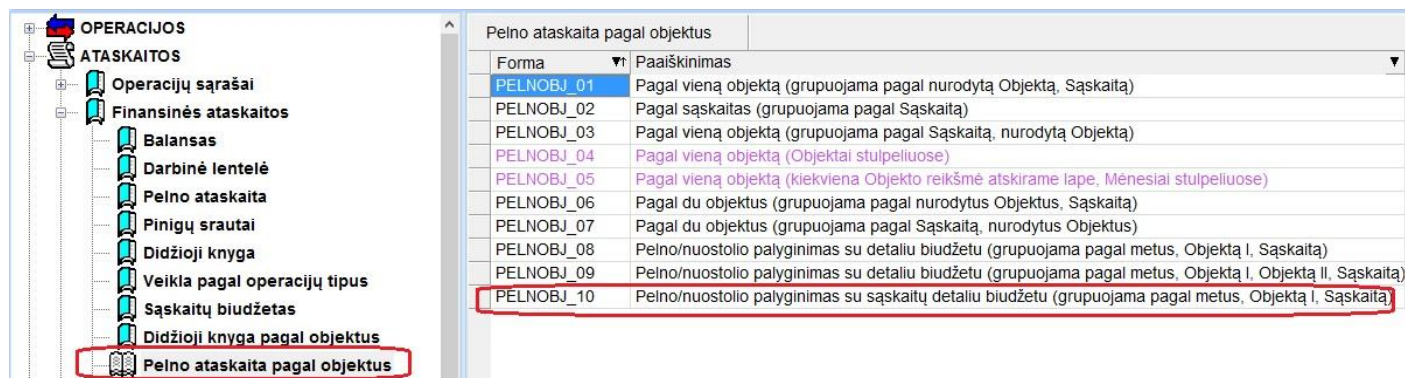 OPERACIJOS
ATASKAITOS
Operacijų sąrašai
Finansinės ataskaitos
Balansas
Darbinė lentelė
Pelno ataskaita
Pinigų srautai
Didžioji knyga
Veikla pagal operacijų tipus
Sąskaitų biudžetas
Didžioji knyga pagal objektus
Pelno ataskaita pagal objektus
Pelno ataskaita pagal objektus
Forma Paaiškinimas
PELNOBJ_01 Pagal vieną objektą (grupuojama pagal nurodytą Objektą, Sąskaitą)
PELNOBJ_02 Pagal sąskaitas (grupuojama pagal Sąskaitą)
PELNOBJ_03 Pagal vieną objektą (grupuojama pagal Sąskaitą, nurodytą Objektą)
PELNOBJ_04 Pagal vieną objektą (Objektai stulpeliuose)
PELNOBJ_05 Pagal vieną objektą (kiekviena Objekto reikšmė atskirame lape, Mėnesiai stulpeliuose)
PELNOBJ_06 Pagal du objektus (grupuojama pagal nurodytus Objektus, Sąskaitą)
PELNOBJ_07 Pagal du objektus (grupuojama pagal Sąskaitą, nurodytus Objektus)
PELNOBJ_08 Pelno/nuostolio palyginimas su detaliu biudžetu (grupuojama pagal metus, Objektą I, Sąskaitą)
PELNOBJ_09 Pelno/nuostolio palyginimas su detaliu biudžetu (grupuojama pagal metus, Objektą I, Objektą II, Sąskaitą)
PELNOBJ_10 Pelno/nuostolio palyginimas su sąskaitų detaliu biudžetu (grupuojama pagal metus, Objektą I, Sąskaitą)